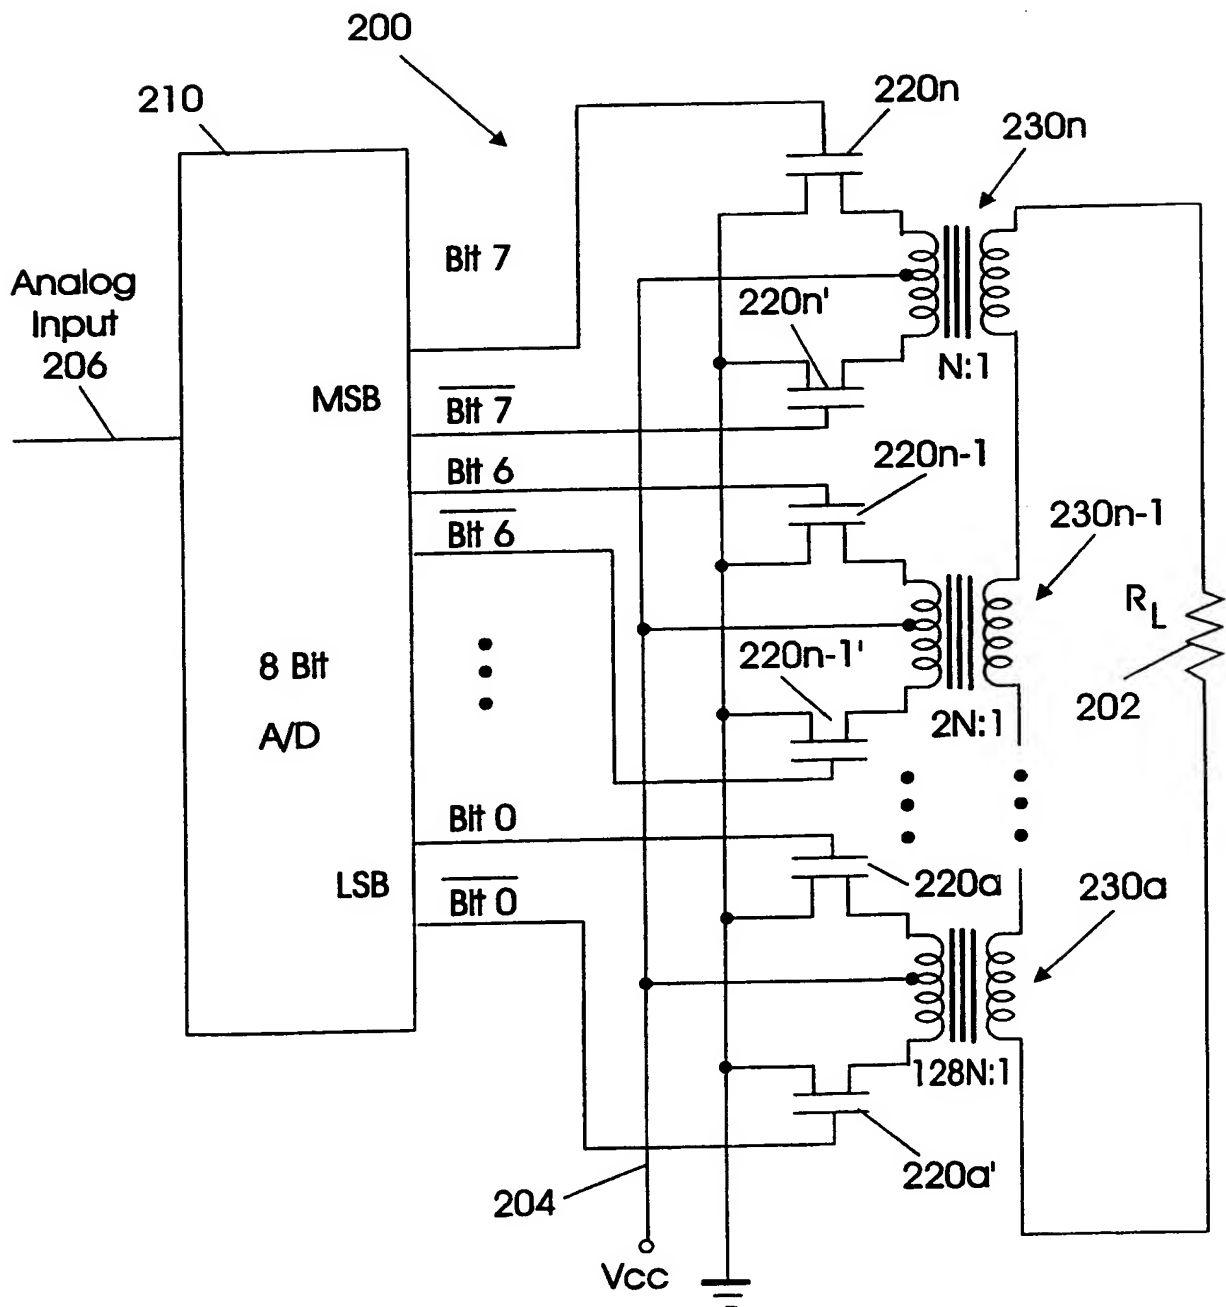 200
210
220n
230n
Bit 7
Analog
Input
206
220n'
N:1
MSB
Bit 7
220n-1
Bit 6
Bit 6
230n-1
R_L
8 Bit
A/D
220n-1'
2N:1
202
Bit 0
LSB
Bit 0
220a
230a
128N:1
220a'
204
Vcc